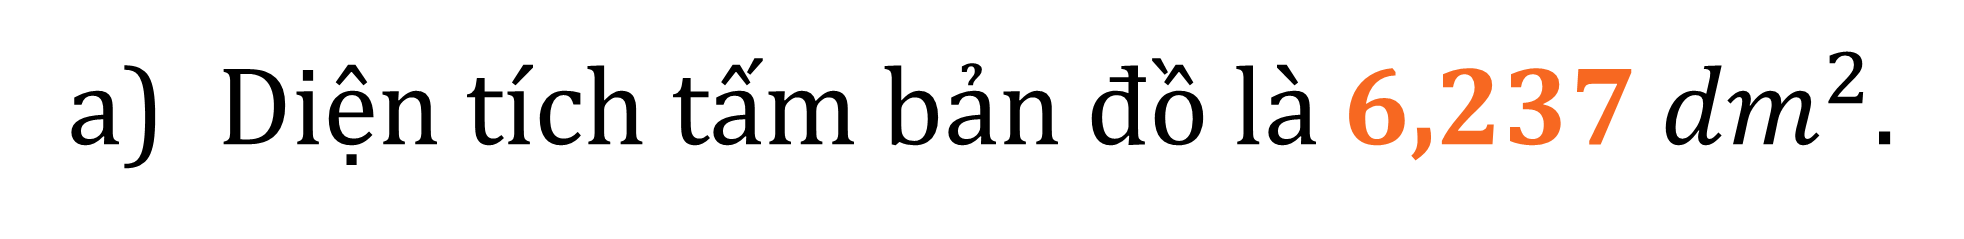 a) Diện tích tấm bản đồ là 6,237 dm².